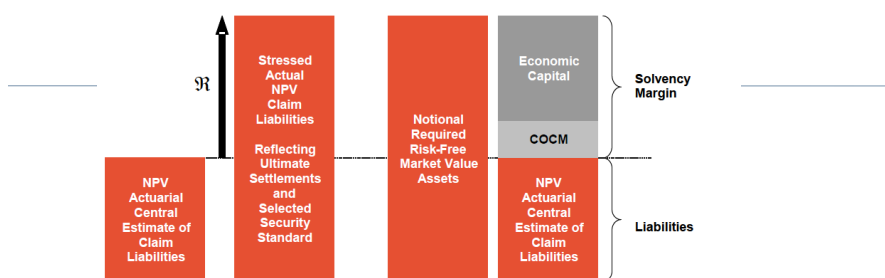 ℜ
Stressed
Actual
NPV
Claim
Liabilities
Reflecting
Ultimate
Settlements
and
Selected
Security
Standard
Notional
Required
Risk-Free
Market Value
Assets
Economic
Capital
COCM
Solvency
Margin
NPV
Actuarial
Central
Estimate of
Claim
Liabilities
NPV
Actuarial
Central
Estimate of
Claim
Liabilities
Liabilities